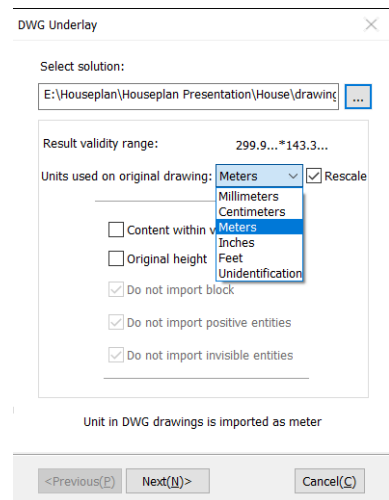 DWG Underlay
Select solution:
E:\Houseplan\Houseplan Presentation\House\drawing
...
Result validity range: 299.9...*143.3...
Units used on original drawing: Meters Rescale
Millimeters
Centimeters
Meters
Inches
Feet
Unidentification
Content within v
Original height
Do not import block
Do not import positive entities
Do not import invisible entities
Unit in DWG drawings is imported as meter
<Previous(P) Next(N)> Cancel(C)